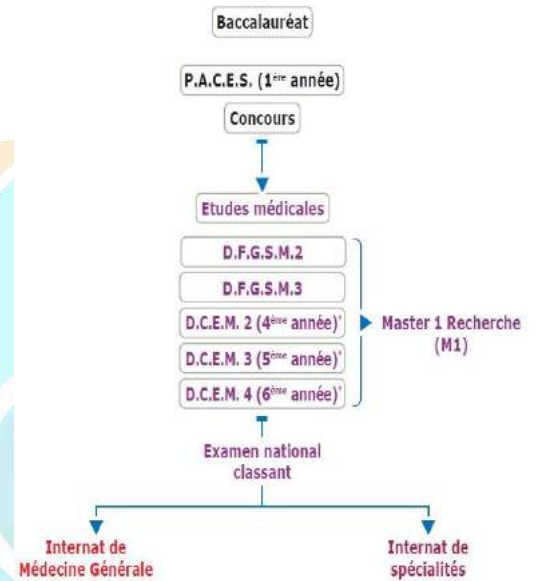 Baccalauréat
P.A.C.E.S. (1ère année)
Concours
Etudes médicales
D.F.G.S.M.2
D.F.G.S.M.3
D.C.E.M. 2 (4ème année)*
D.C.E.M. 3 (5ème année)*
D.C.E.M. 4 (6ème année)*
Master 1 Recherche
(M1)
Examen national
classant
Internat de
Médecine Générale
Internat de
spécialités